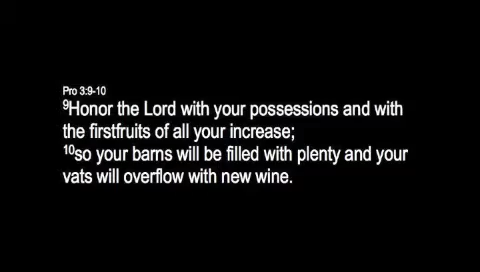 Pro 3:9-10
⁹Honor the Lord with your possessions and with
the firstfruits of all your increase;
¹⁰so your barns will be filled with plenty and your
vats will overflow with new wine.